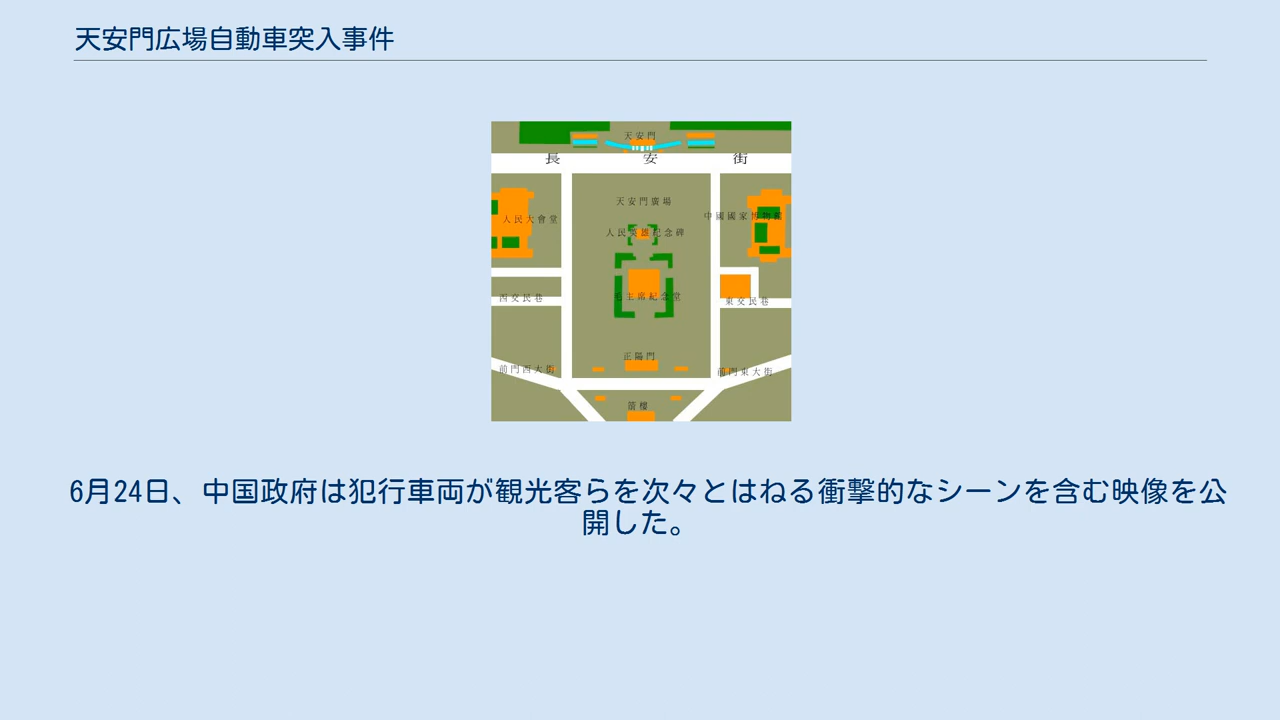 天安門広場自動車突入事件
天安門
長安街
天安門廣場
人民大會堂
中國國家博物館
人民英雄紀念碑
毛主席紀念堂
西交民巷
東交民巷
正陽門
前門西大街
前門東大街
箭樓
6月24日、中国政府は犯行車両が観光客らを次々とはねる衝撃的なシーンを含む映像を公
開した。